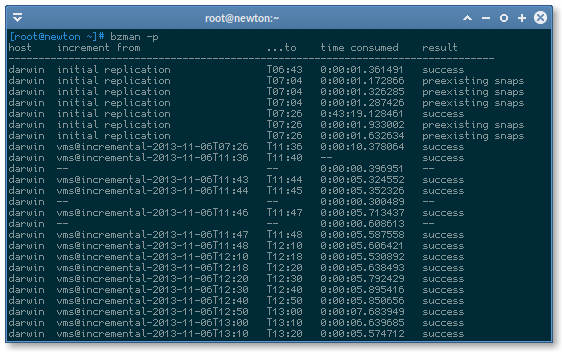 root@newton:~
[root@newton ~]# bzman -p
host increment from ...to time consumed result
--------------------------------------------------------------------------------
darwin initial replication T06:43 0:00:01.361491 success
darwin initial replication T07:04 0:00:01.172866 preexisting snaps
darwin initial replication T07:04 0:00:01.326285 preexisting snaps
darwin initial replication T07:04 0:00:01.287426 preexisting snaps
darwin initial replication T07:26 0:43:19.128461 success
darwin initial replication T07:26 0:00:01.933002 preexisting snaps
darwin initial replication T07:26 0:00:01.632634 preexisting snaps
darwin vms@incremental-2013-11-06T07:26 T11:36 0:00:10.378064 success
darwin vms@incremental-2013-11-06T11:36 T11:40 -- success
darwin -- -- 0:00:00.396951 --
darwin vms@incremental-2013-11-06T11:43 T11:44 0:00:05.324552 success
darwin vms@incremental-2013-11-06T11:44 T11:45 0:00:05.352326 success
darwin -- -- 0:00:00.300489 --
darwin vms@incremental-2013-11-06T11:46 T11:47 0:00:05.713437 success
darwin -- -- 0:00:00.608613 --
darwin vms@incremental-2013-11-06T11:47 T11:48 0:00:05.587558 success
darwin vms@incremental-2013-11-06T11:48 T12:10 0:00:05.606421 success
darwin vms@incremental-2013-11-06T12:10 T12:18 0:00:05.530892 success
darwin vms@incremental-2013-11-06T12:18 T12:20 0:00:05.638493 success
darwin vms@incremental-2013-11-06T12:20 T12:30 0:00:05.792429 success
darwin vms@incremental-2013-11-06T12:30 T12:40 0:00:05.895416 success
darwin vms@incremental-2013-11-06T12:40 T12:50 0:00:05.850656 success
darwin vms@incremental-2013-11-06T12:50 T13:00 0:00:07.683949 success
darwin vms@incremental-2013-11-06T13:00 T13:10 0:00:06.639685 success
darwin vms@incremental-2013-11-06T13:10 T13:20 0:00:05.574712 success